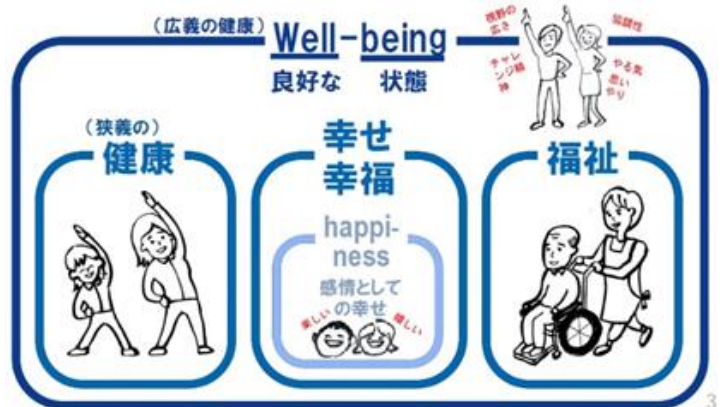 （広義の健康）
Well-being
良好な 状態
視野の
広さ
チャレ
ンジ精
神
協調性
やる気
思い
やり
（狭義の）
健康
幸せ
幸福
happi-
ness
感情として
の幸せ
楽しい
嬉しい
福祉
3